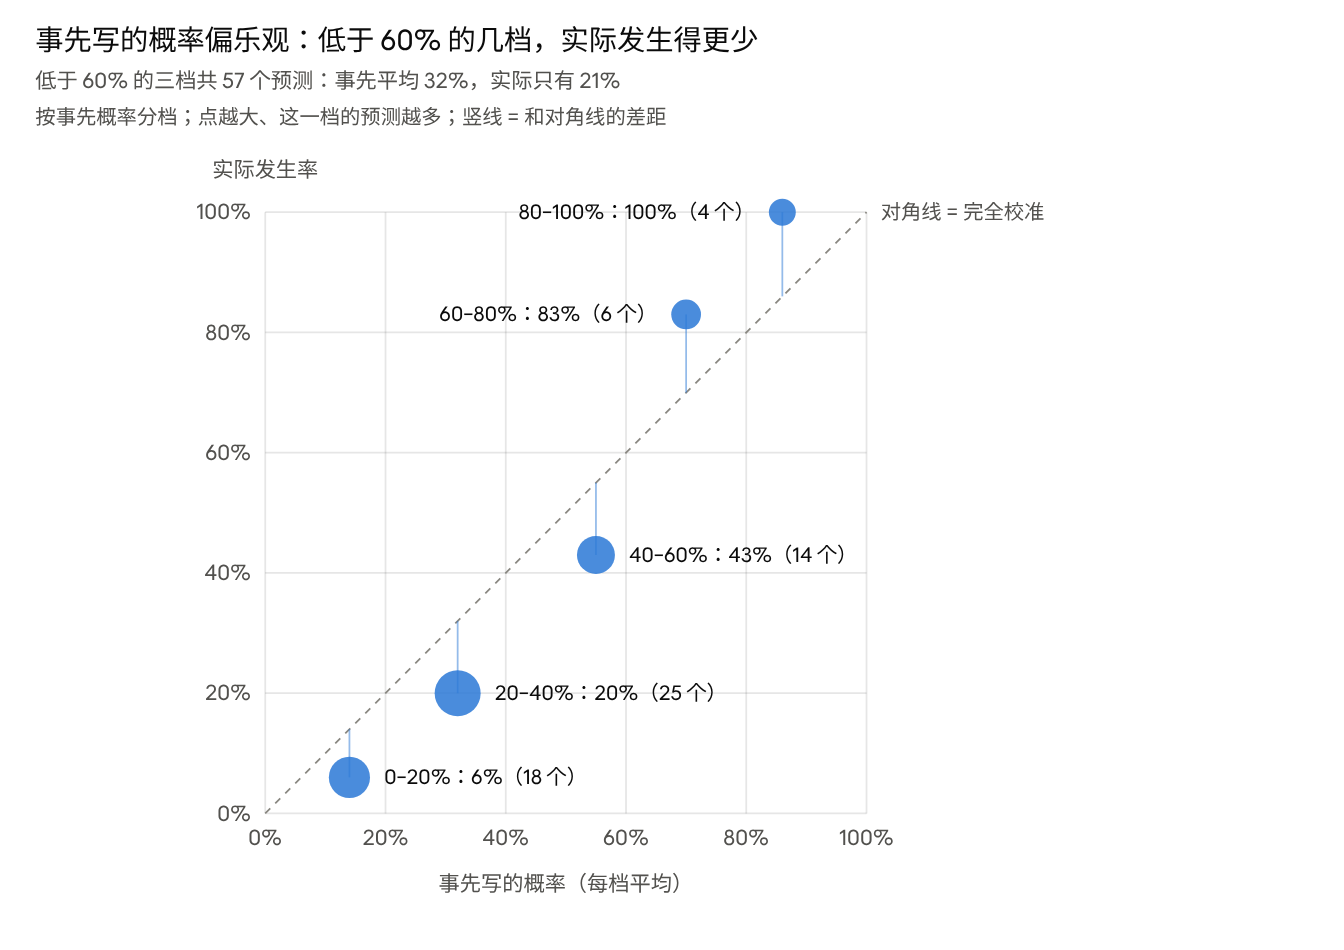 事先写的概率偏乐观：低于 60% 的几档，实际发生得更少
低于 60% 的三档共 57 个预测：事先平均 32%，实际只有 21%
按事先概率分档；点越大、这一档的预测越多；竖线 = 和对角线的差距
实际发生率
100%
80–100%：100%（4 个）
对角线 = 完全校准
60–80%：83%（6 个）
80%
60%
40–60%：43%（14 个）
40%
20%
20–40%：20%（25 个）
0–20%：6%（18 个）
0%
0%
20%
40%
60%
80%
100%
事先写的概率（每档平均）